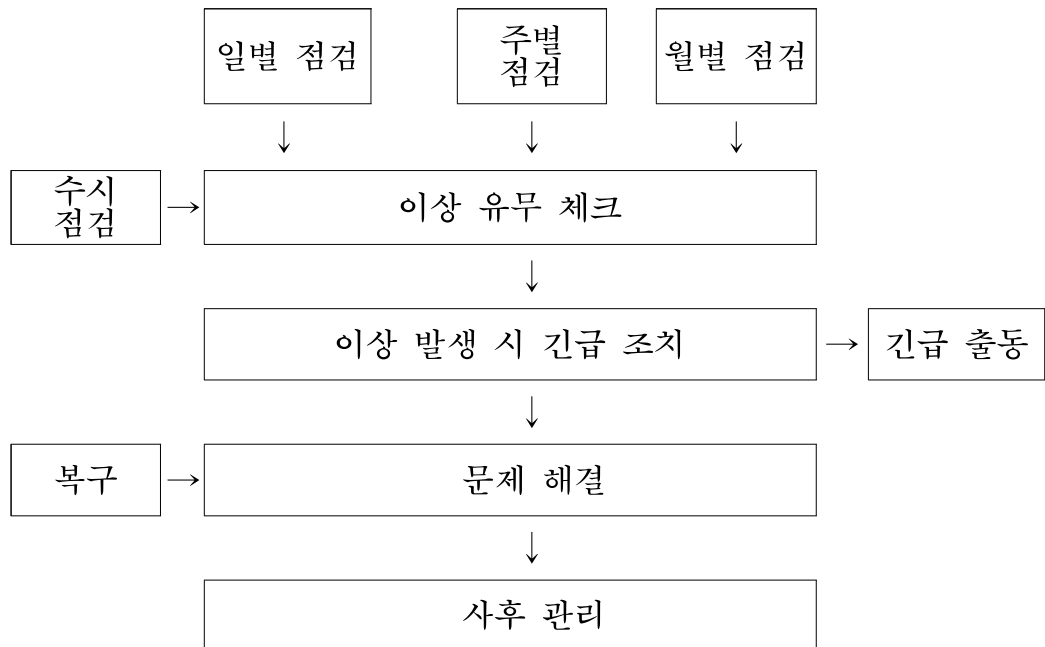 일별 점검
주별
점검
월별 점검
↓
↓
↓
수시
점검
→
이상 유무 체크
↓
이상 발생 시 긴급 조치
→
긴급 출동
↓
복구
→
문제 해결
↓
사후 관리